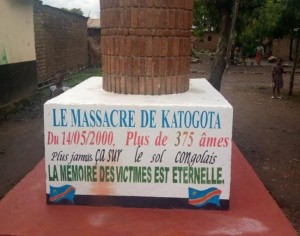 LE MASSACRE DE KATOGOTA
Du 14/05/2000, Plus de 375 âmes
Plus jamais ça sur le sol congolais
LA MÉMOIRE DES VICTIMES EST ETERNELLE.